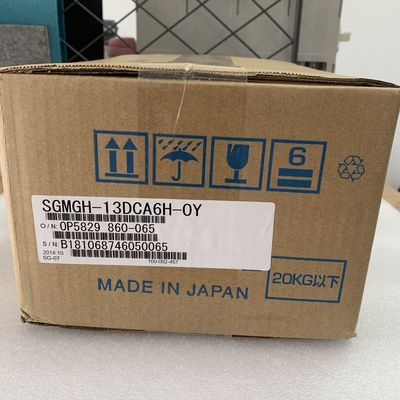 6
SGMGH-13DCA6H-OY
O/N: OP5829 860-065
S/N: B181068746050065
2018.10
SG-07
100-002-457
MADE IN JAPAN
20KG以下